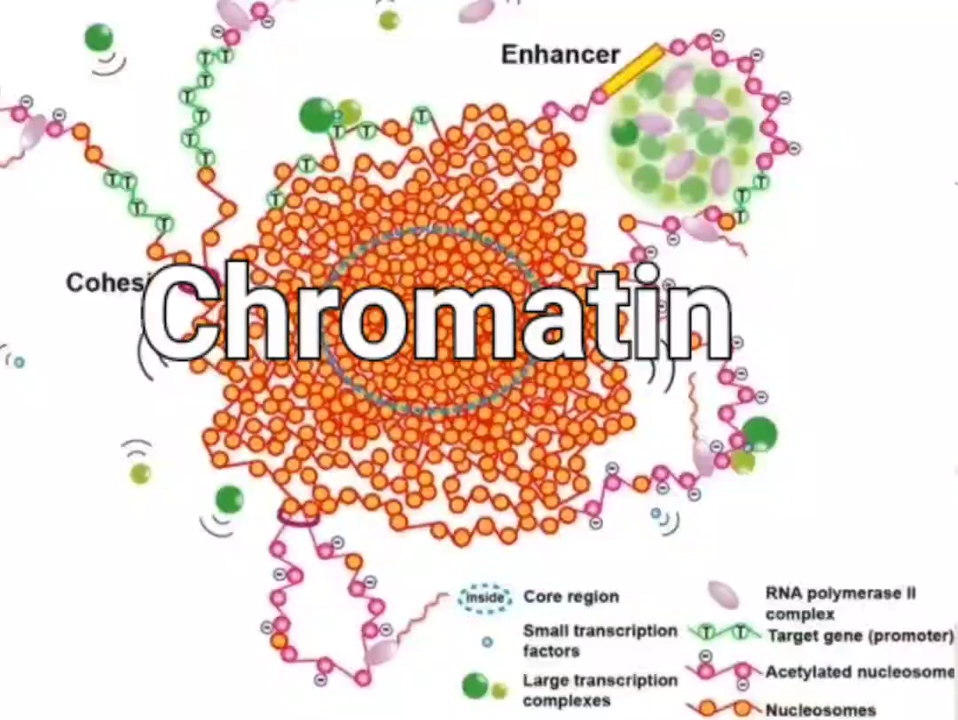 Enhancer
Cohesi
Chromatin
inside
Core region
Small transcription
factors
Large transcription
complexes
RNA polymerase II
complex
T T
Target gene (promoter)
Acetylated nucleosome
Nucleosomes